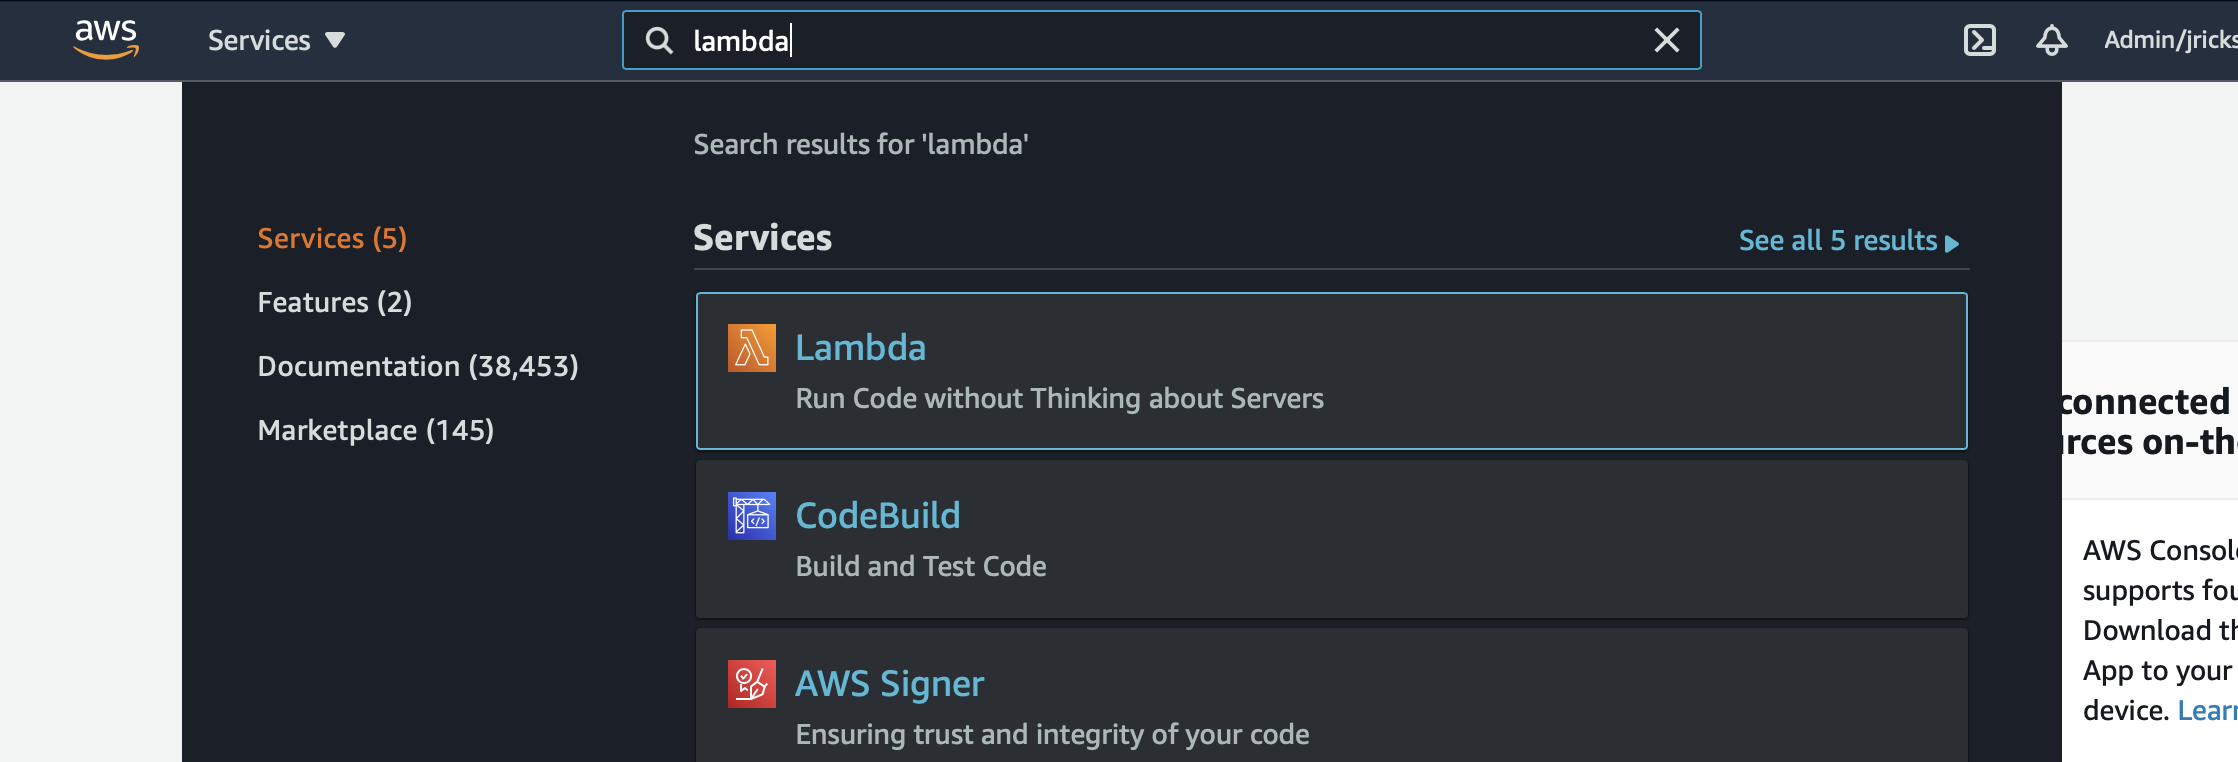 aws
Services ▼
lambda
Admin/jricks
Search results for 'lambda'
Services (5)
Features (2)
Documentation (38,453)
Marketplace (145)
Services
See all 5 results ▶
Lambda
Run Code without Thinking about Servers
CodeBuild
Build and Test Code
AWS Signer
Ensuring trust and integrity of your code
connected
rces on-th
AWS Consol
supports fou
Download th
App to your
device. Learn